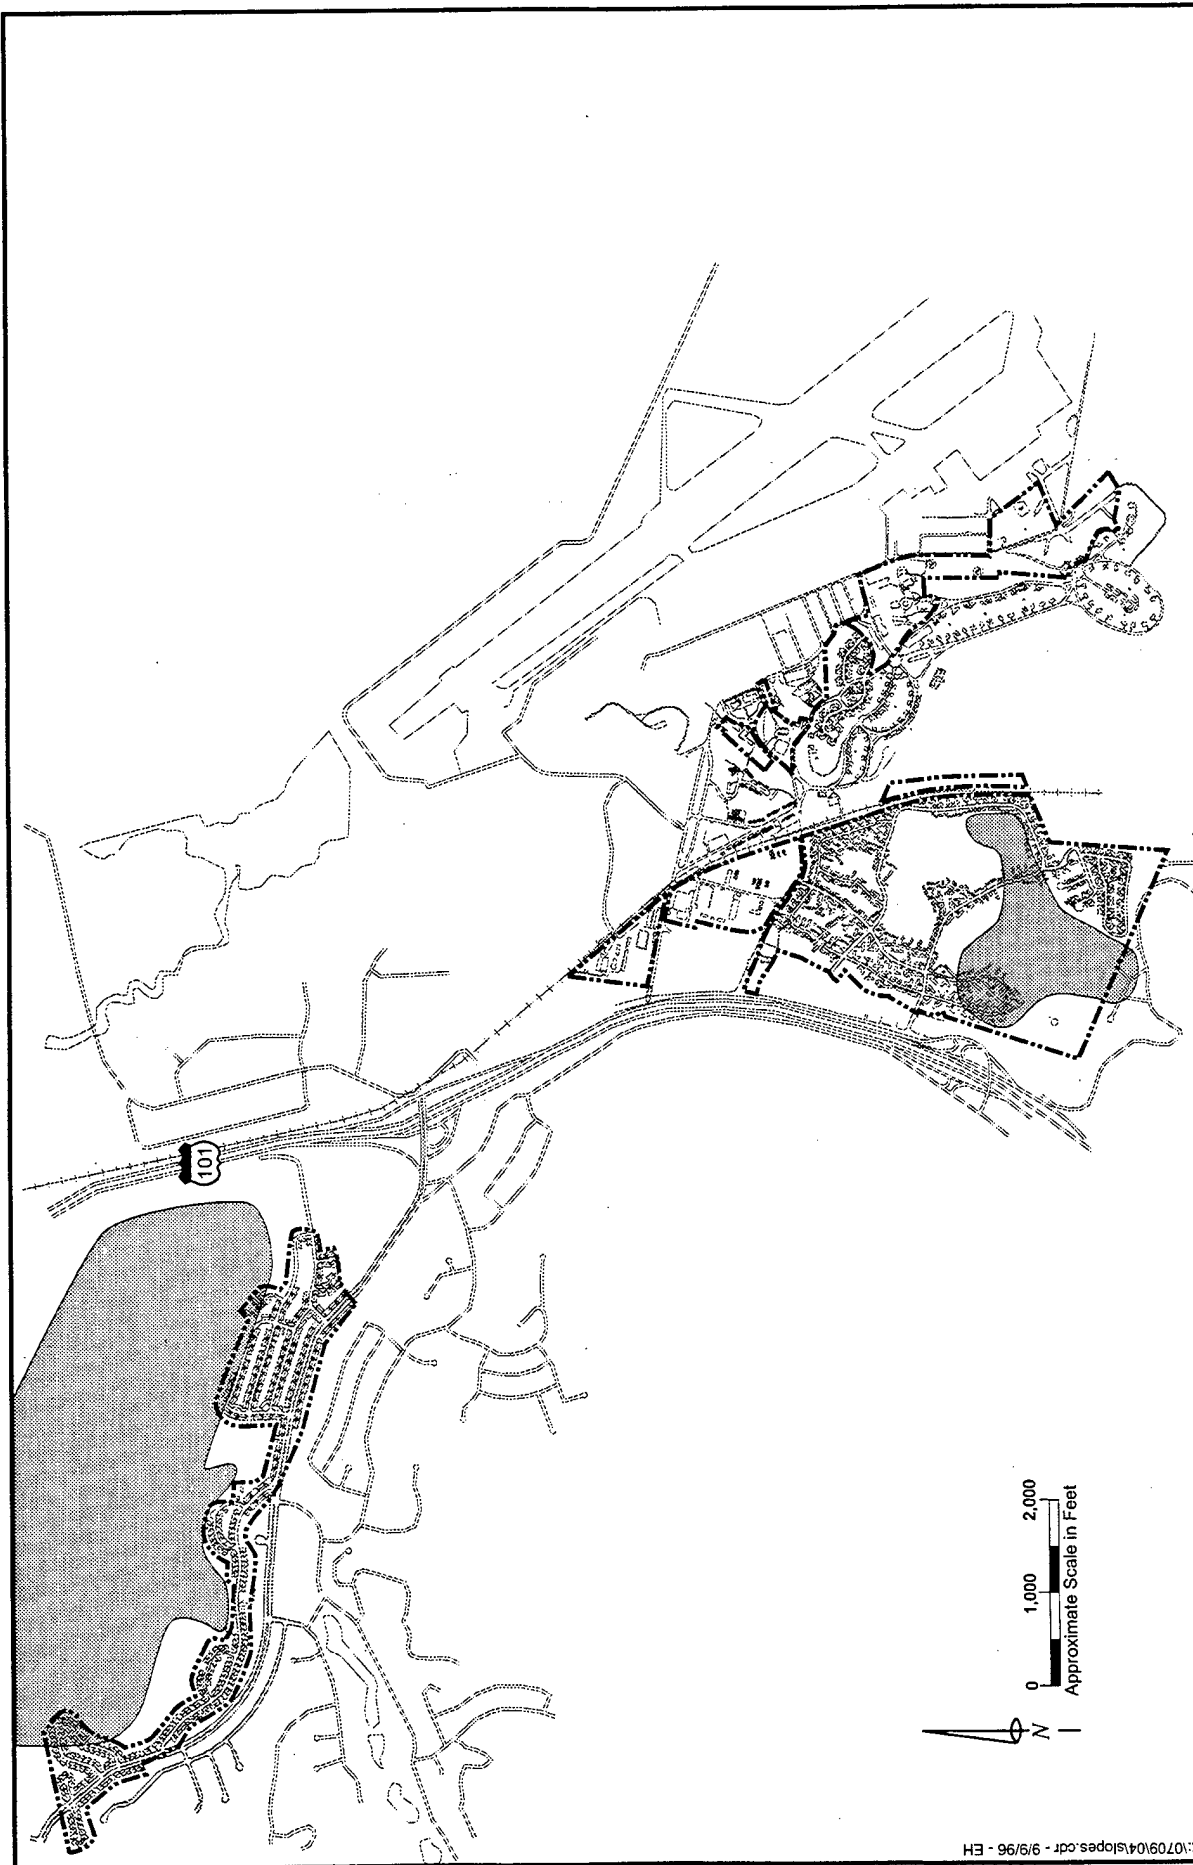 101
0 1,000 2,000
Approximate Scale in Feet
N
:\0709\04\slopes.cdr - 9/9/96 - EH